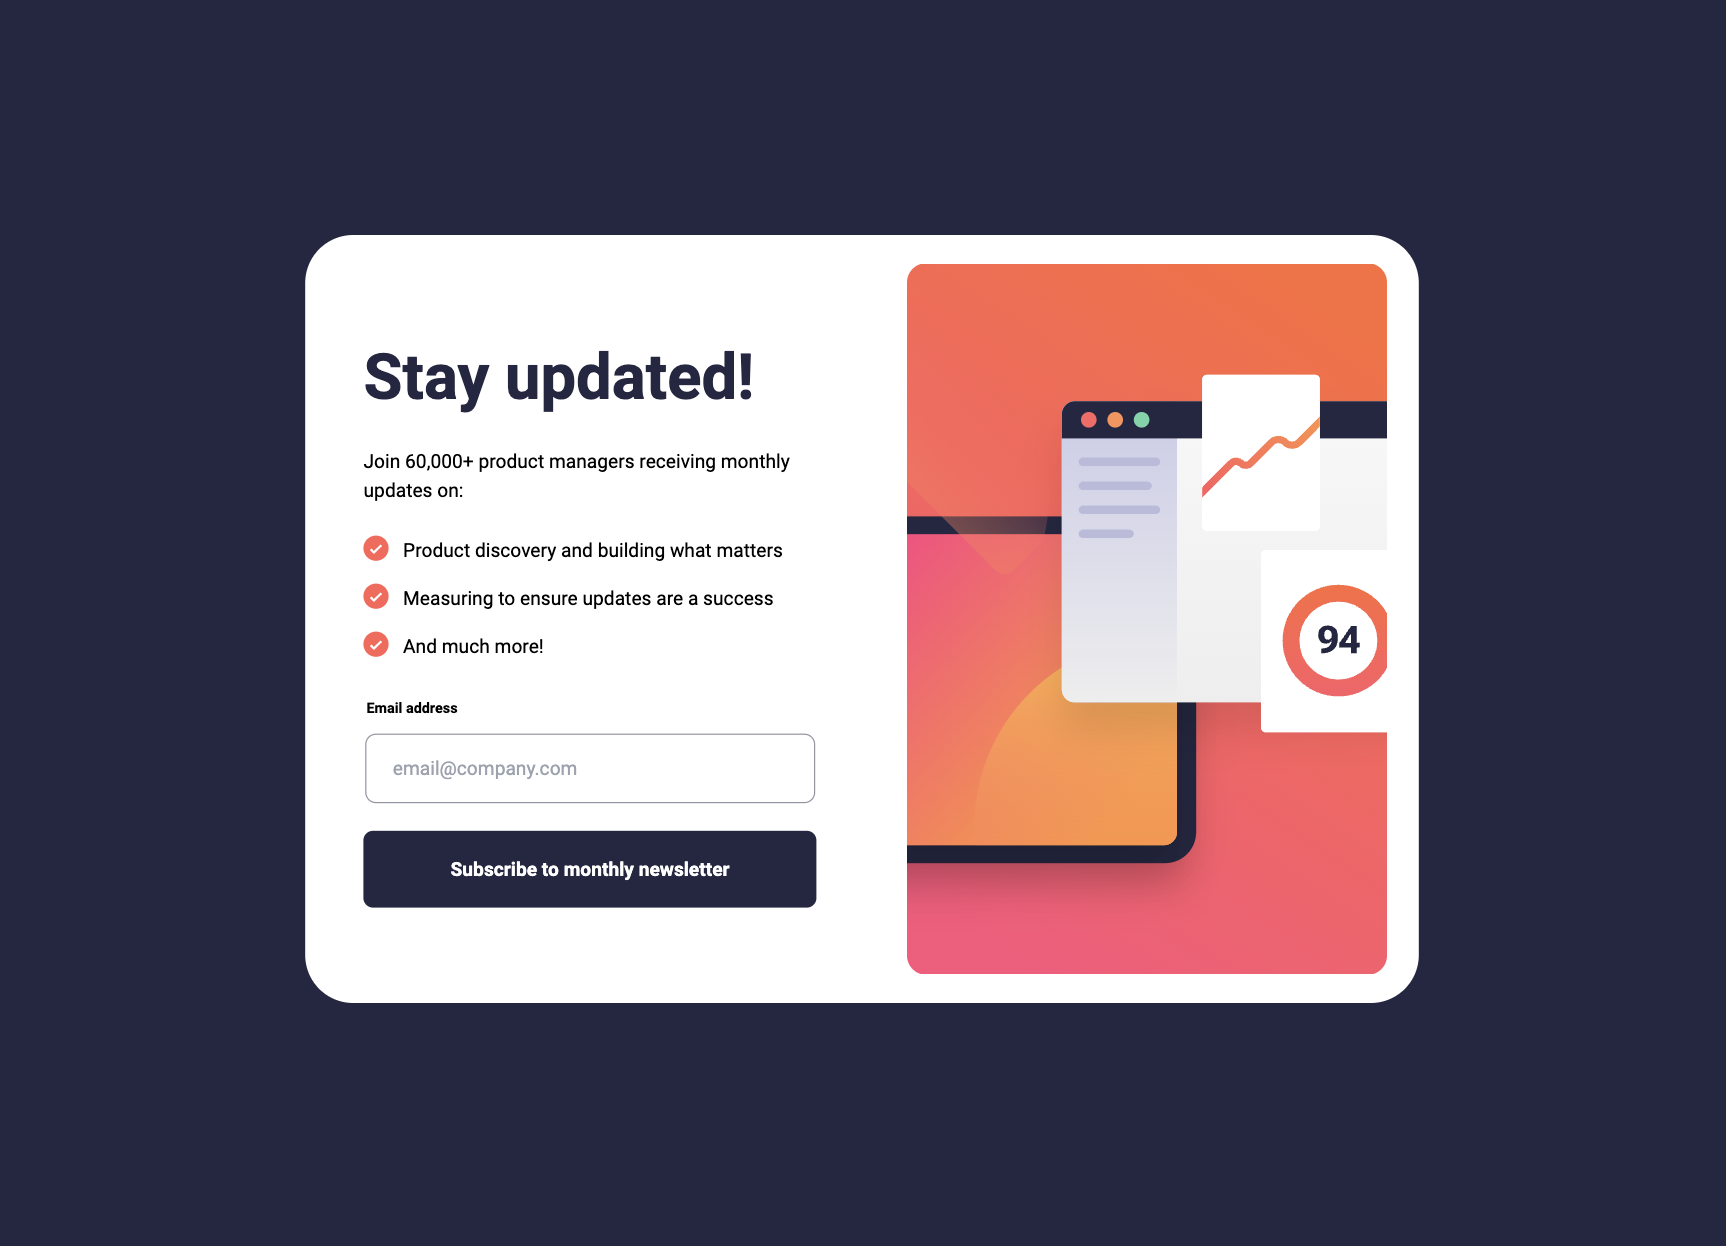 Stay updated!
Join 60,000+ product managers receiving monthly
updates on:
Product discovery and building what matters
Measuring to ensure updates are a success
And much more!
Email address
email@company.com
Subscribe to monthly newsletter
94